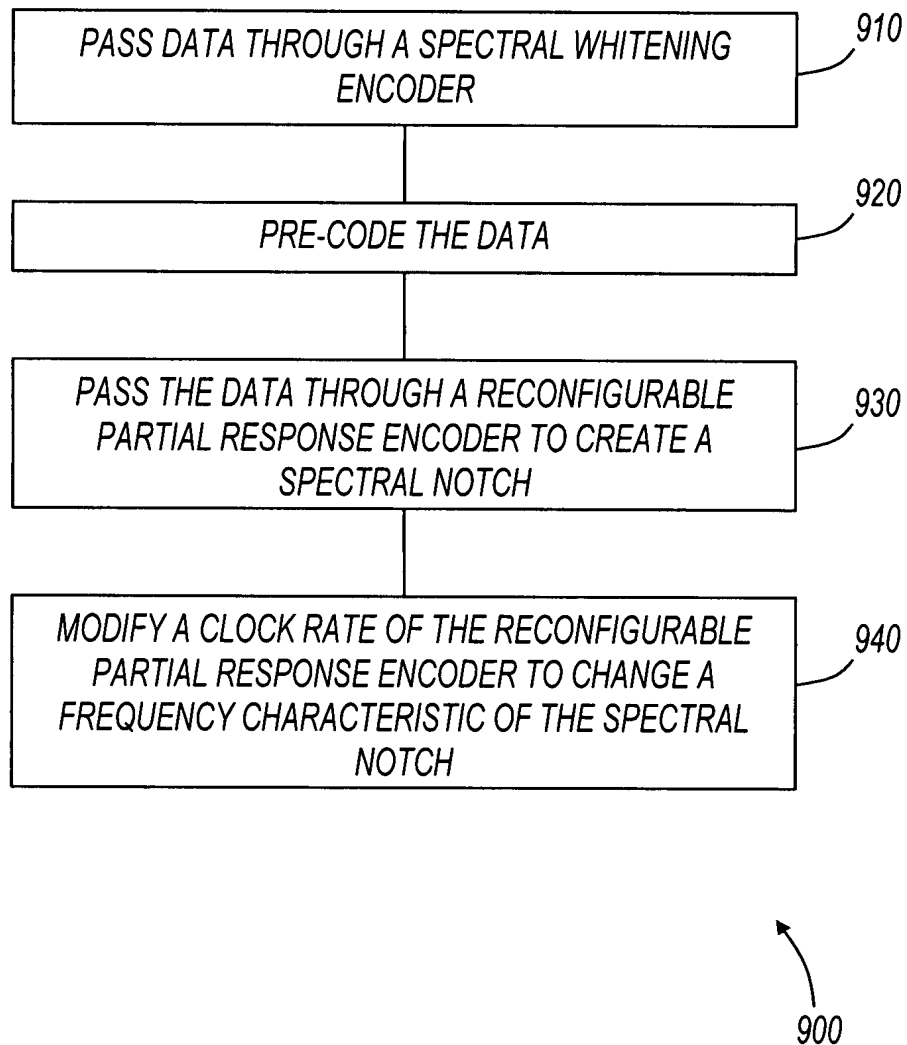 PASS DATA THROUGH A SPECTRAL WHITENING
ENCODER
910
PRE-CODE THE DATA
920
PASS THE DATA THROUGH A RECONFIGURABLE
PARTIAL RESPONSE ENCODER TO CREATE A
SPECTRAL NOTCH
930
MODIFY A CLOCK RATE OF THE RECONFIGURABLE
PARTIAL RESPONSE ENCODER TO CHANGE A
FREQUENCY CHARACTERISTIC OF THE SPECTRAL
NOTCH
940
900